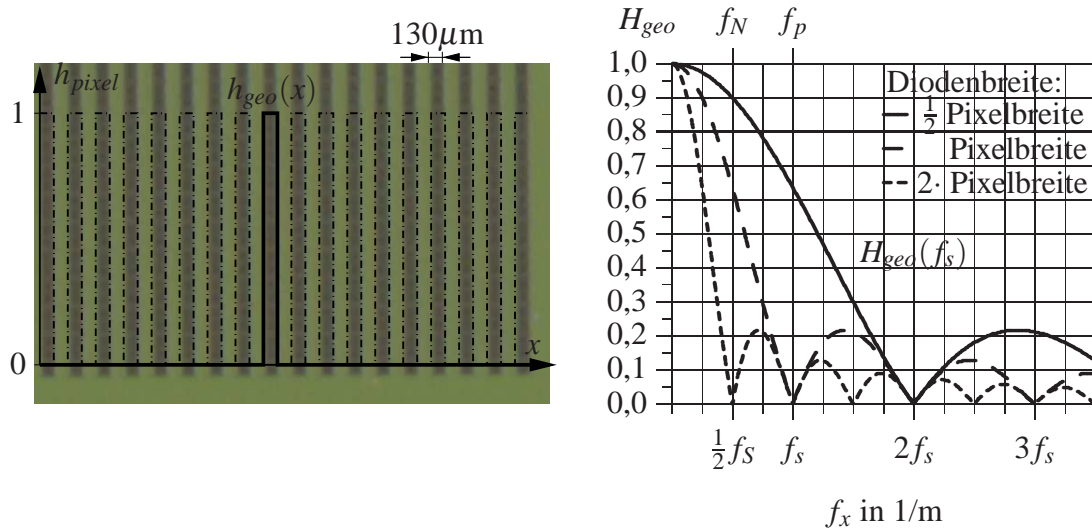 130μm
h_pixel
h_geo(x)
1
0
x
H_geo f_N f_p
1,0
0,9
0,8
0,7
0,6
0,5
0,4
0,3
0,2
0,1
0,0
Diodenbreite:
½ Pixelbreite
Pixelbreite
2· Pixelbreite
H_geo(f_s)
½ f_S f_s 2f_s 3f_s
f_x in 1/m